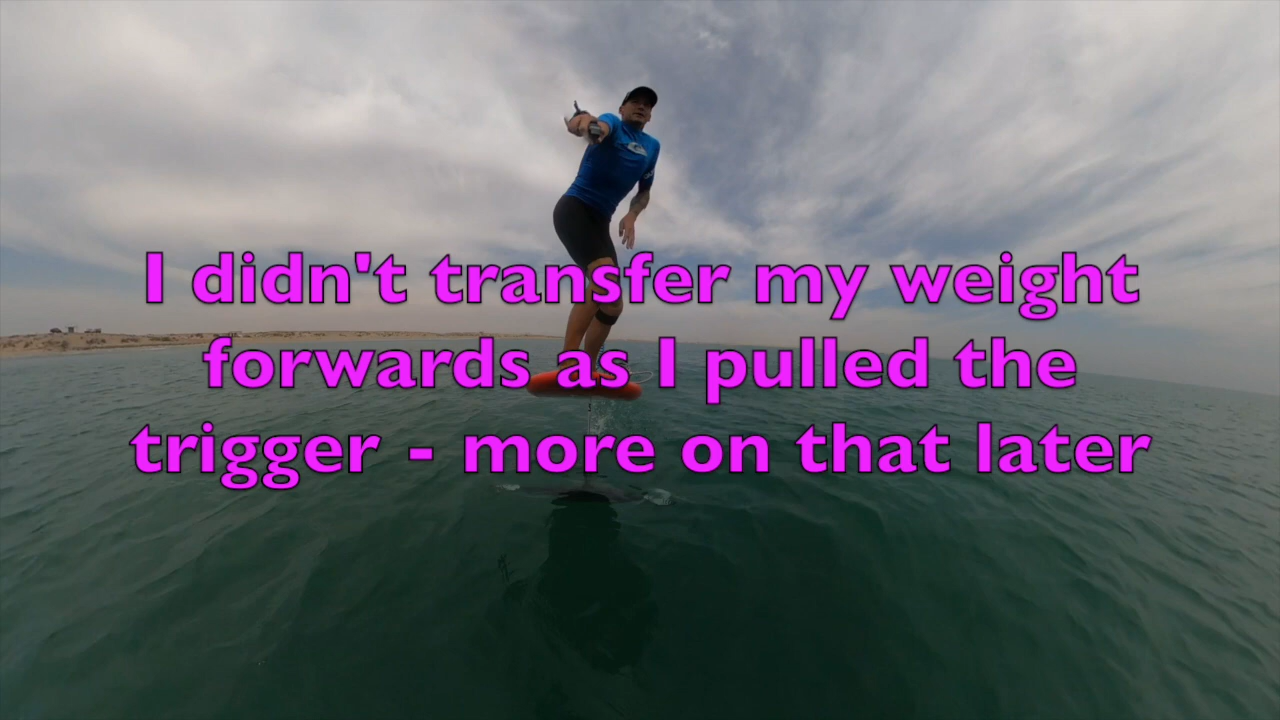 I didn't transfer my weight
forwards as I pulled the
trigger - more on that later